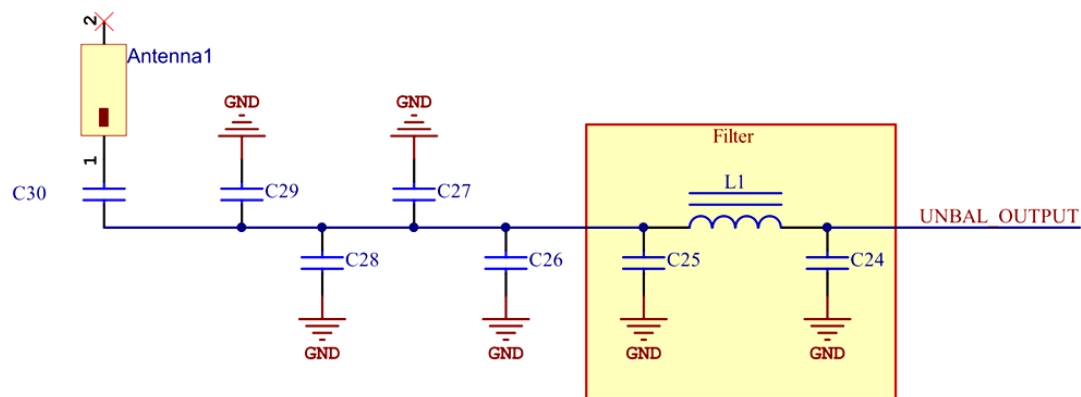 2
Antenna1
1
C30
GND
C29
GND
C27
C28
GND
C26
GND
Filter
L1
C25
GND
C24
GND
UNBAL_OUTPUT